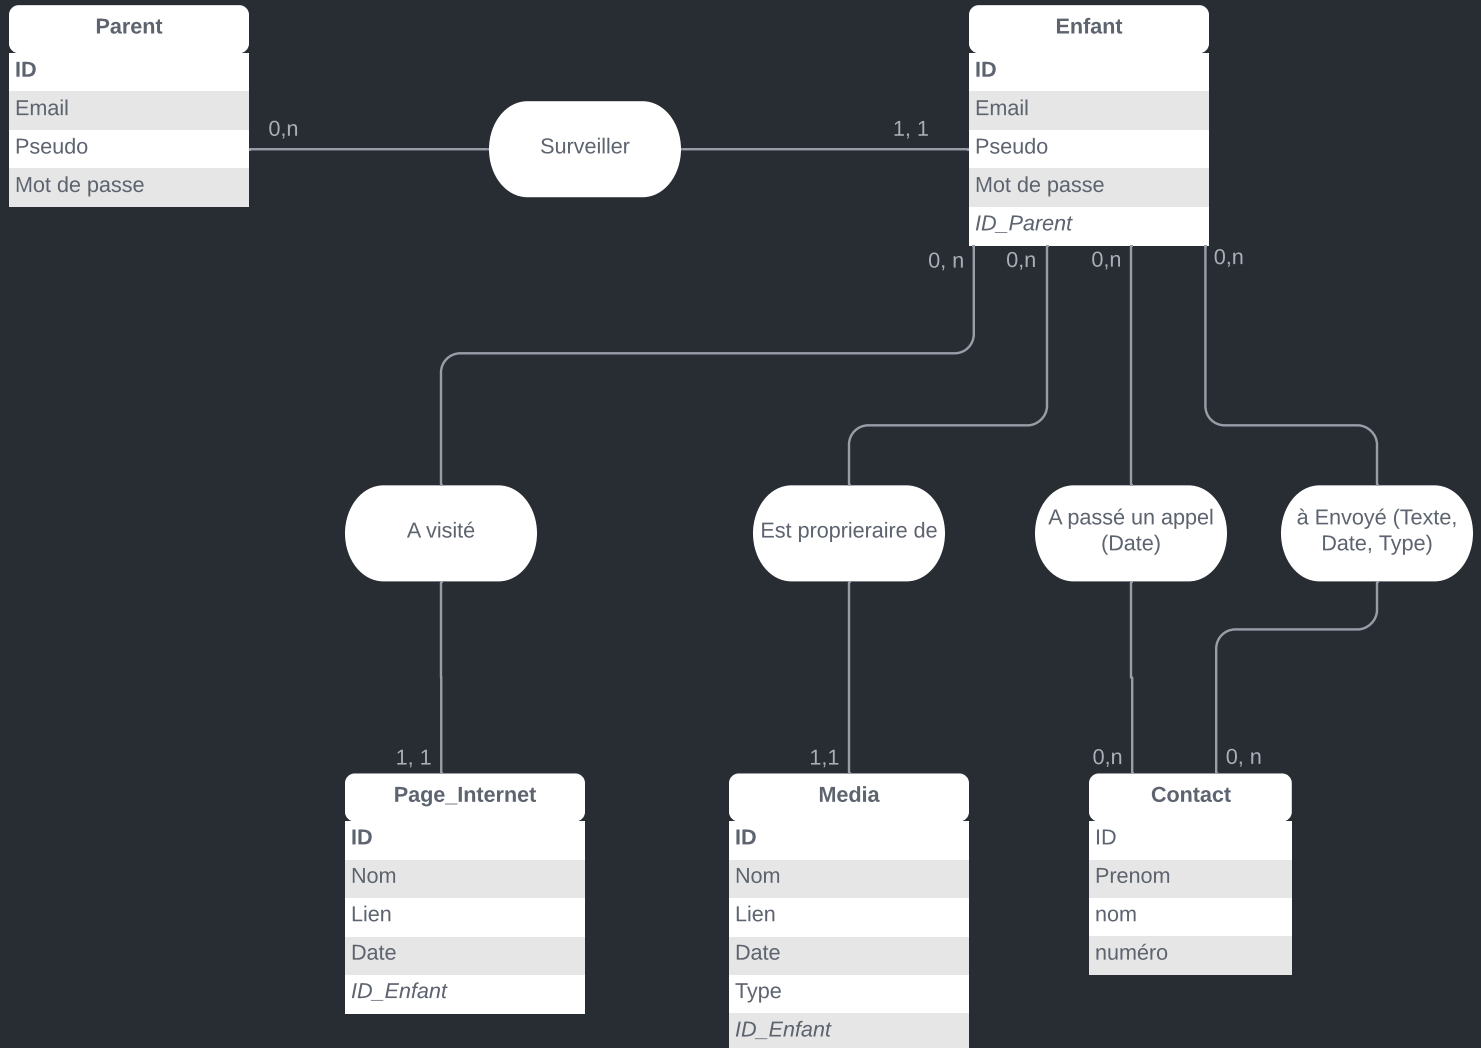 Parent
ID
Email
Pseudo
Mot de passe
0,n
Surveiller
1, 1
Enfant
ID
Email
Pseudo
Mot de passe
ID_Parent
0, n
0,n
0,n
0,n
A visité
Est proprieraire de
A passé un appel
(Date)
à Envoyé (Texte,
Date, Type)
1, 1
1,1
0,n
0, n
Page_Internet
ID
Nom
Lien
Date
ID_Enfant
Media
ID
Nom
Lien
Date
Type
ID_Enfant
Contact
ID
Prenom
nom
numéro